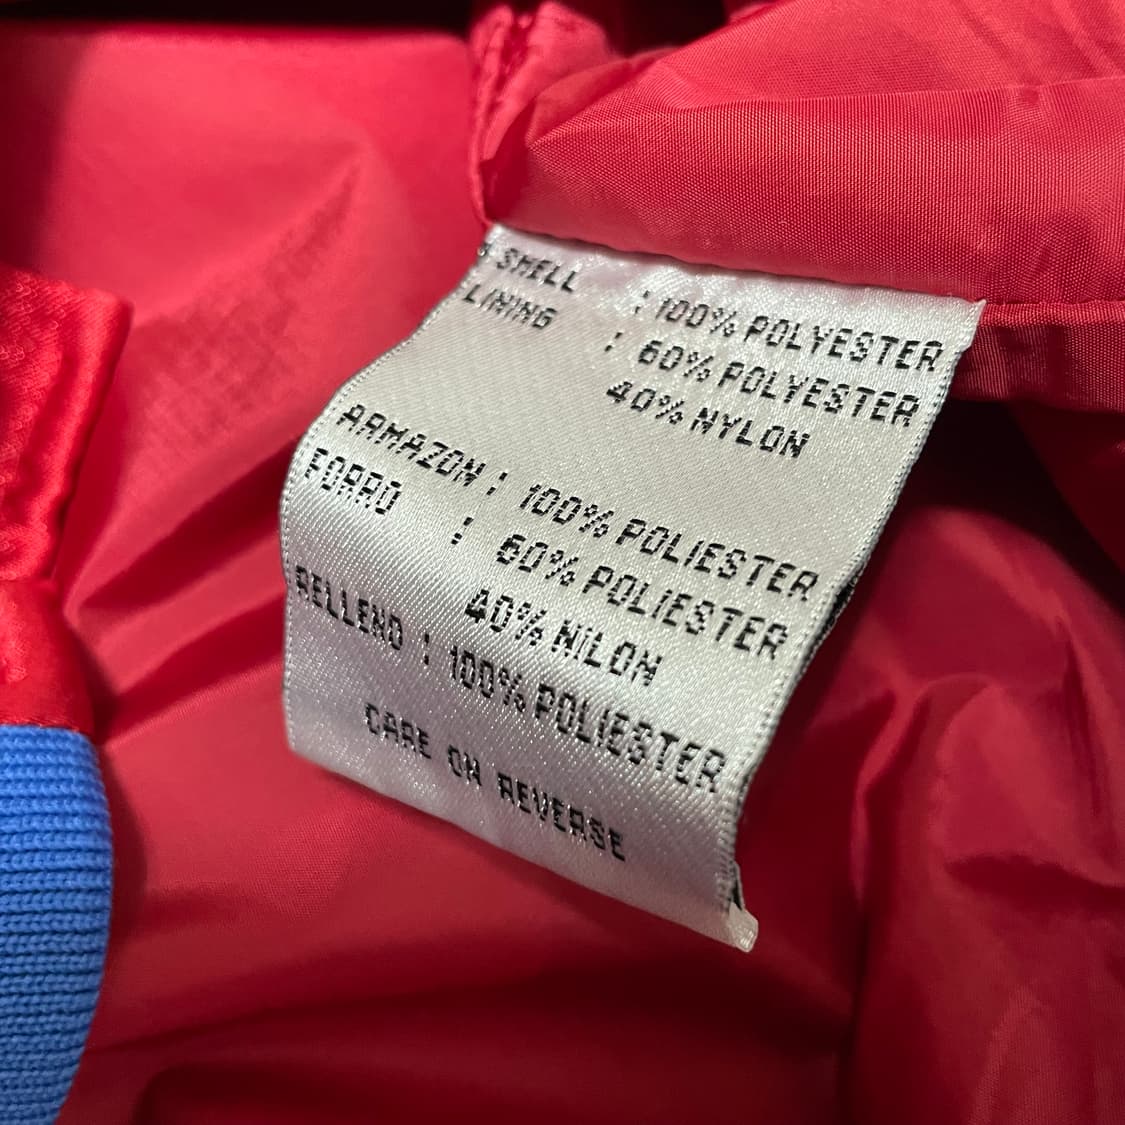 SHELL : 100% POLYESTER
LINING : 60% POLYESTER
40% NYLON
ARMAZON : 100% POLIESTER
FORRO : 60% POLIESTER
40% NILON
RELLENO : 100% POLIESTER
CARE ON REVERSE